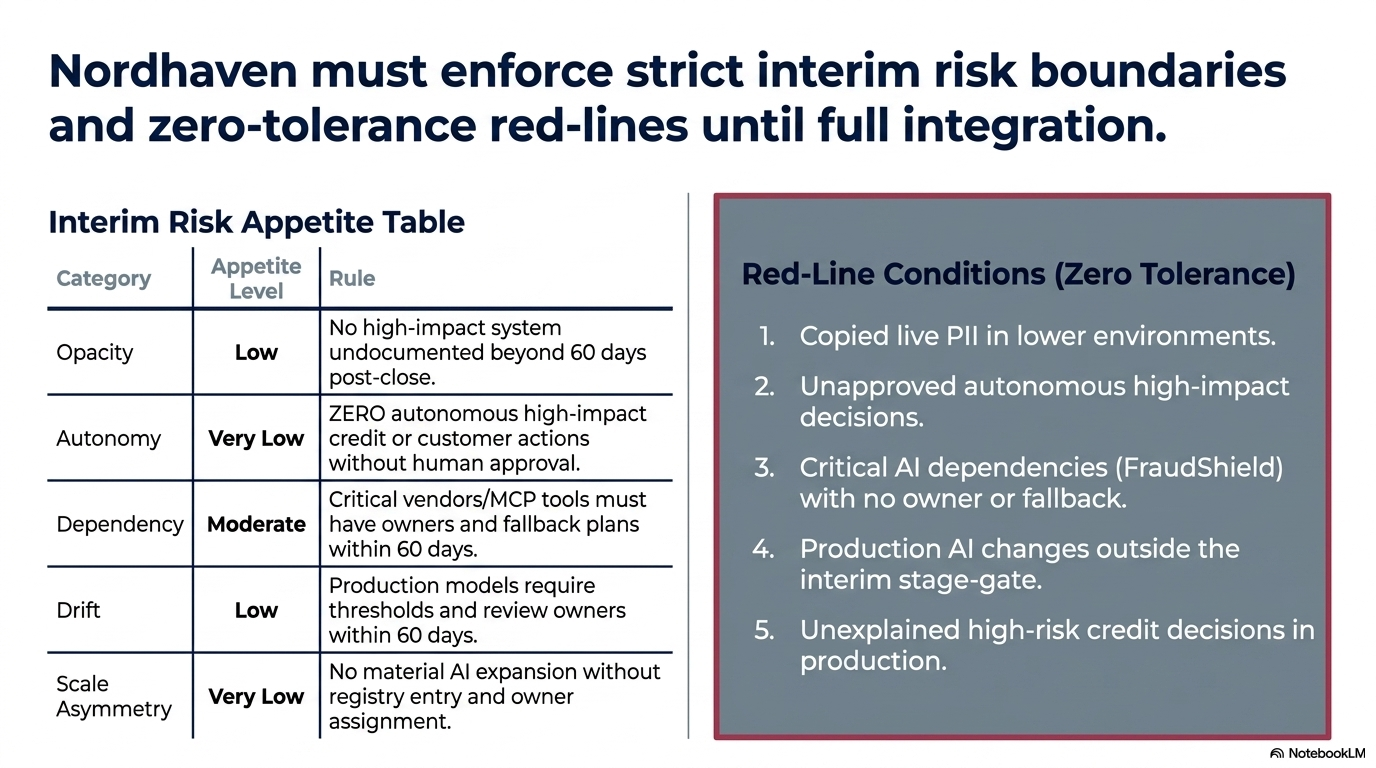 Nordhaven must enforce strict interim risk boundaries
and zero-tolerance red-lines until full integration.
Interim Risk Appetite Table
Category
Appetite
Level
Rule
Opacity
Low
No high-impact system
undocumented beyond 60 days
post-close.
Autonomy
Very Low
ZERO autonomous high-impact
credit or customer actions
without human approval.
Dependency
Moderate
Critical vendors/MCP tools must
have owners and fallback plans
within 60 days.
Drift
Low
Production models require
thresholds and review owners
within 60 days.
Scale
Asymmetry
Very Low
No material AI expansion without
registry entry and owner
assignment.
Red-Line Conditions (Zero Tolerance)
1. Copied live PII in lower environments.
2. Unapproved autonomous high-impact
decisions.
3. Critical AI dependencies (FraudShield)
with no owner or fallback.
4. Production AI changes outside the
interim stage-gate.
5. Unexplained high-risk credit decisions in
production.
NotebookLM